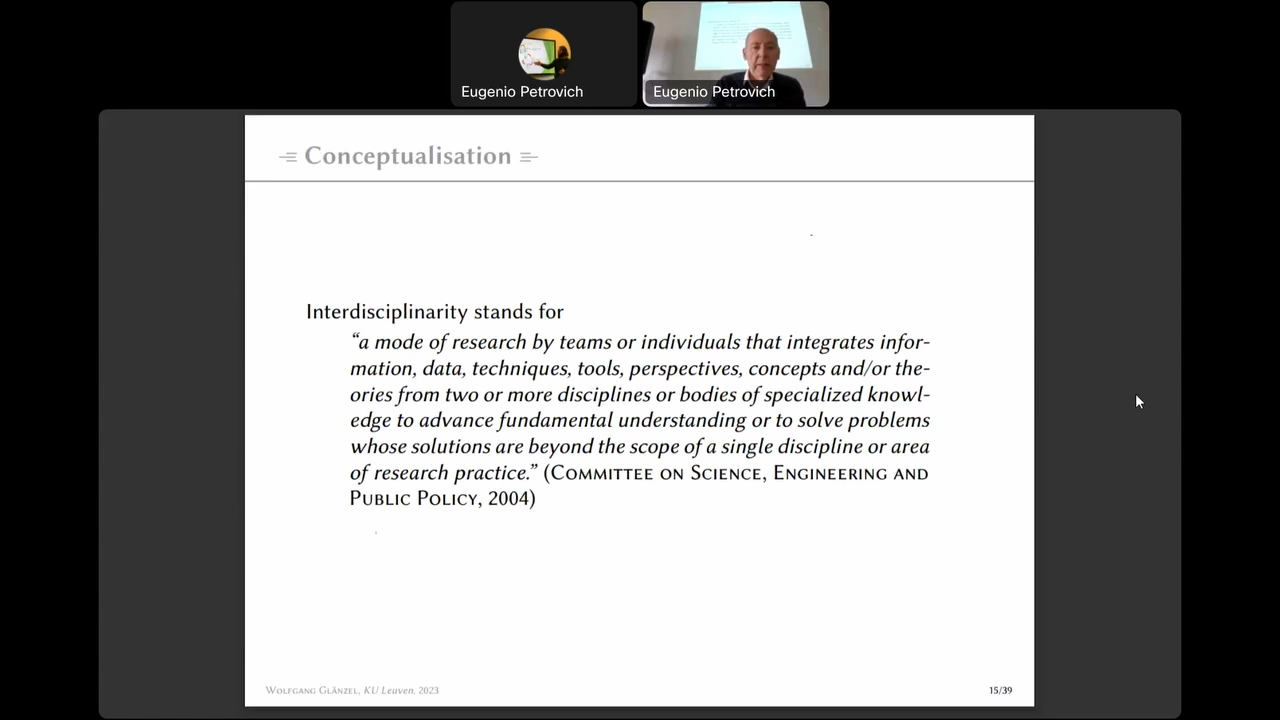 Eugenio Petrovich
Eugenio Petrovich
Conceptualisation
Interdisciplinarity stands for
“a mode of research by teams or individuals that integrates infor-
mation, data, techniques, tools, perspectives, concepts and/or the-
ories from two or more disciplines or bodies of specialized knowl-
edge to advance fundamental understanding or to solve problems
whose solutions are beyond the scope of a single discipline or area
of research practice.” (Committee on Science, Engineering and
Public Policy, 2004)
Wolfgang Glänzel, KU Leuven, 2023
15/39